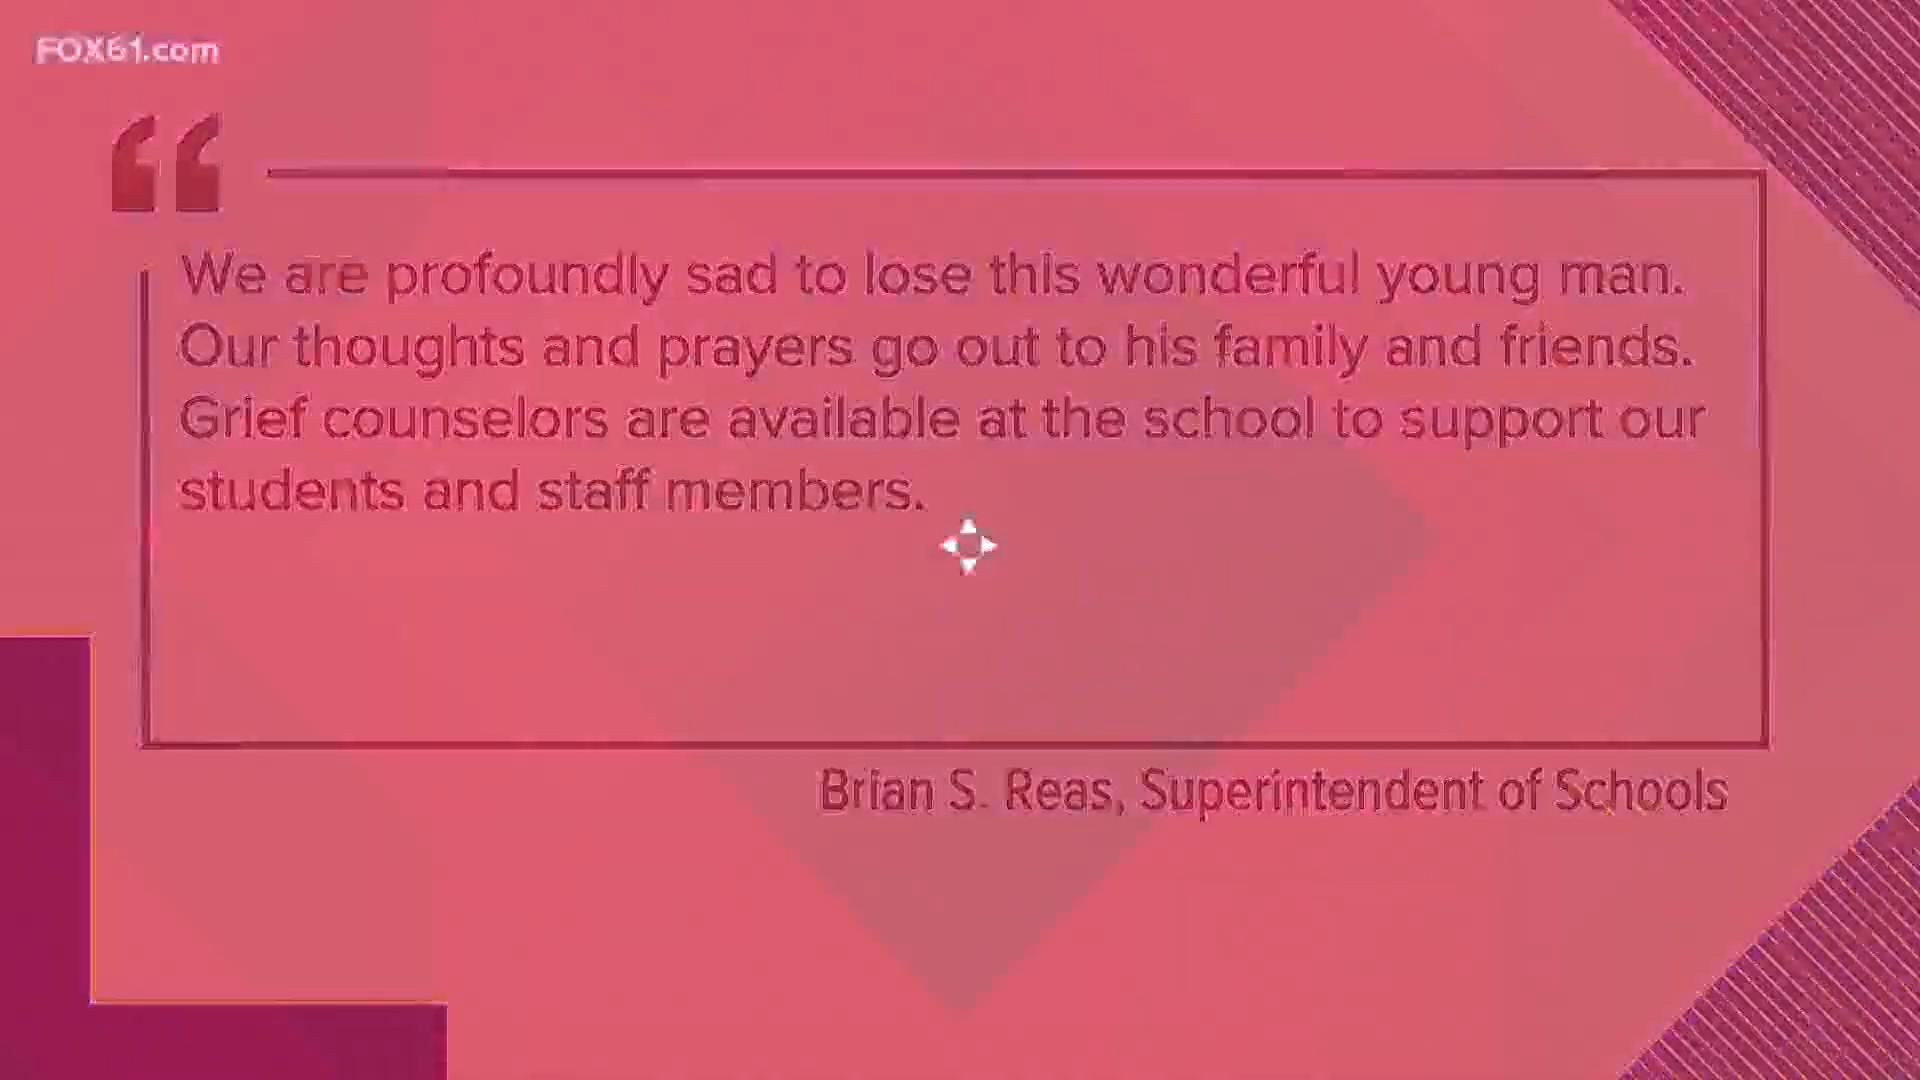 FOX61.com
“
We are profoundly sad to lose this wonderful young man.
Our thoughts and prayers go out to his family and friends.
Grief counselors are available at the school to support our
students and staff members.
Brian S. Reas, Superintendent of Schools